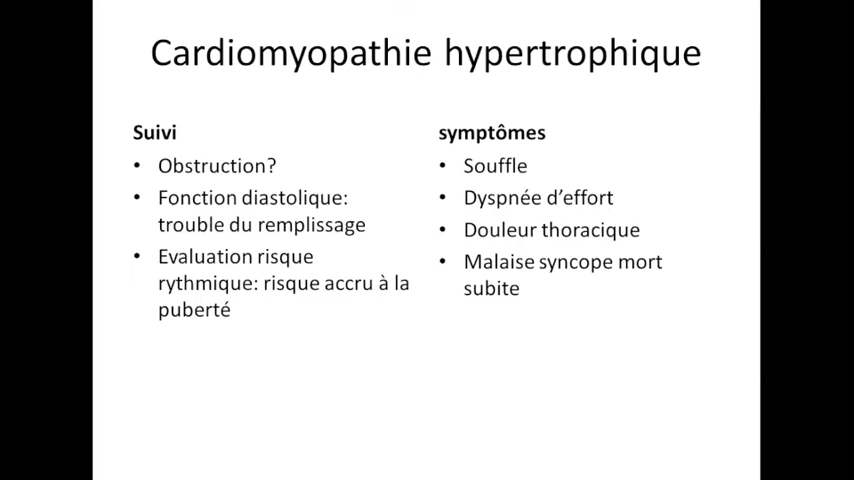 Cardiomyopathie hypertrophique
Suivi
• Obstruction?
• Fonction diastolique:
trouble du remplissage
• Evaluation risque
rythmique: risque accru à la
puberté
symptômes
• Souffle
• Dyspnée d’effort
• Douleur thoracique
• Malaise syncope mort
subite